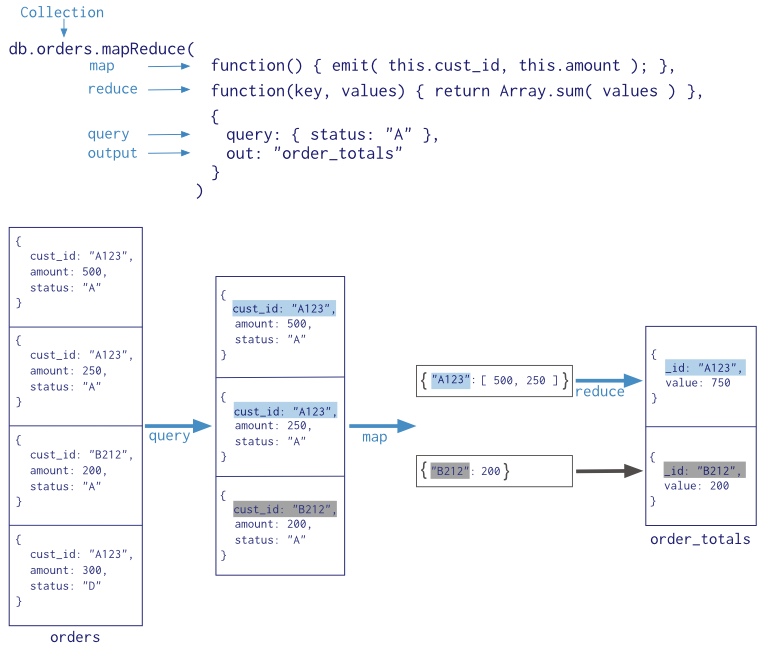 Collection
db.orders.mapReduce(
map function() { emit( this.cust_id, this.amount ); },
reduce function(key, values) { return Array.sum( values ) },
{
query query: { status: "A" },
output out: "order_totals"
}
)
{
cust_id: "A123",
amount: 500,
status: "A"
}
{
cust_id: "A123",
amount: 250,
status: "A"
}
{
cust_id: "B212",
amount: 200,
status: "A"
}
{
cust_id: "A123",
amount: 300,
status: "D"
}
orders
query
{
cust_id: "A123",
amount: 500,
status: "A"
}
{
cust_id: "A123",
amount: 250,
status: "A"
}
{
cust_id: "B212",
amount: 200,
status: "A"
}
map
{ "A123": [ 500, 250 ] }
{ "B212": 200 }
reduce
{
_id: "A123",
value: 750
}
{
_id: "B212",
value: 200
}
order_totals